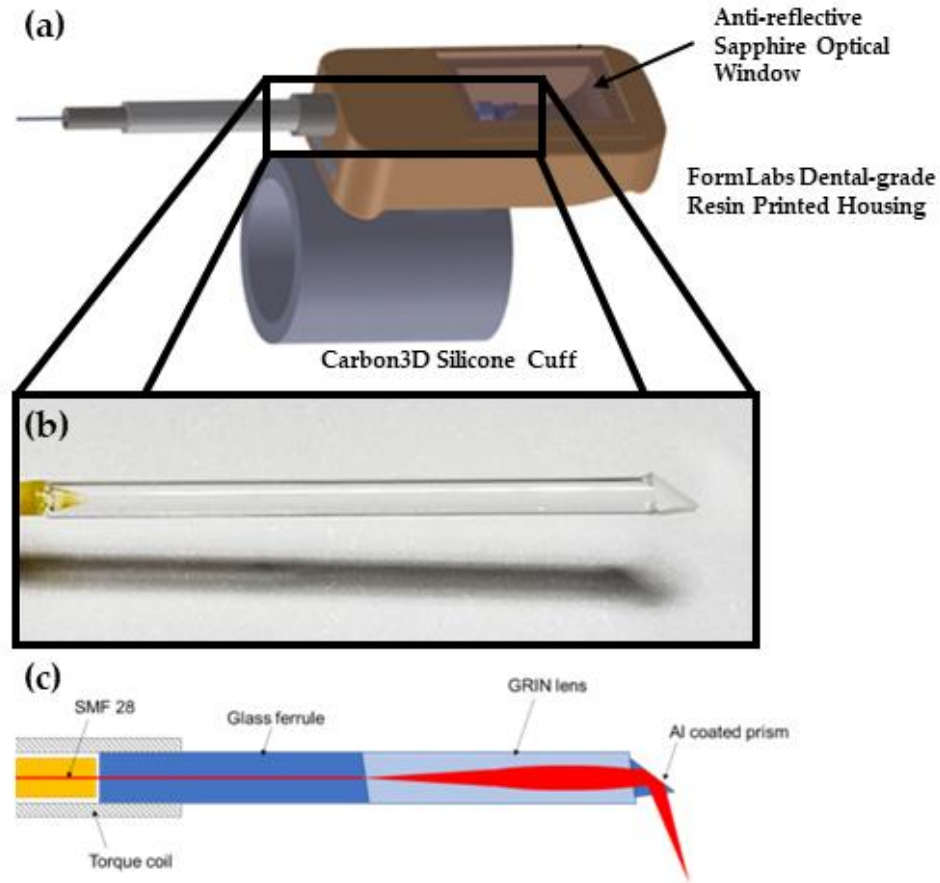 (a)
Anti-reflective
Sapphire Optical
Window
FormLabs Dental-grade
Resin Printed Housing
Carbon3D Silicone Cuff
(b)
(c)
SMF 28
Glass ferrule
GRIN lens
Al coated prism
Torque coil